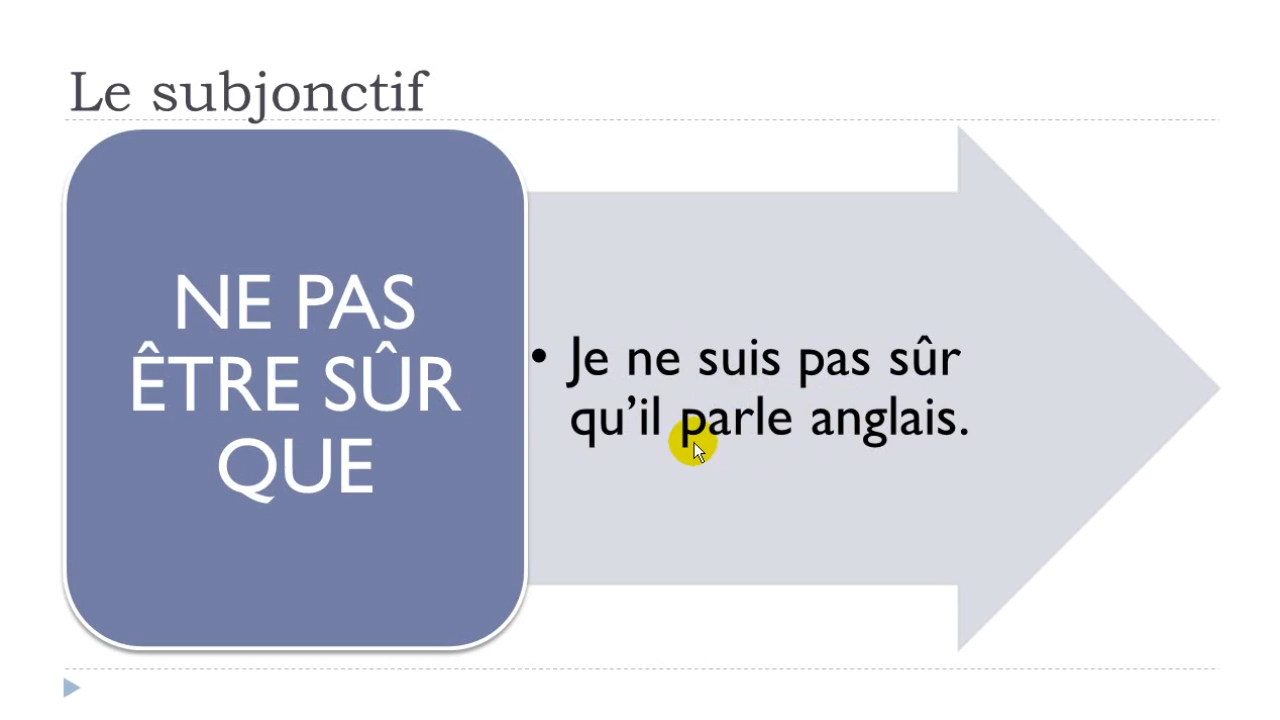 Le subjonctif
NE PAS
ÊTRE SÛR
QUE
• Je ne suis pas sûr
qu’il parle anglais.